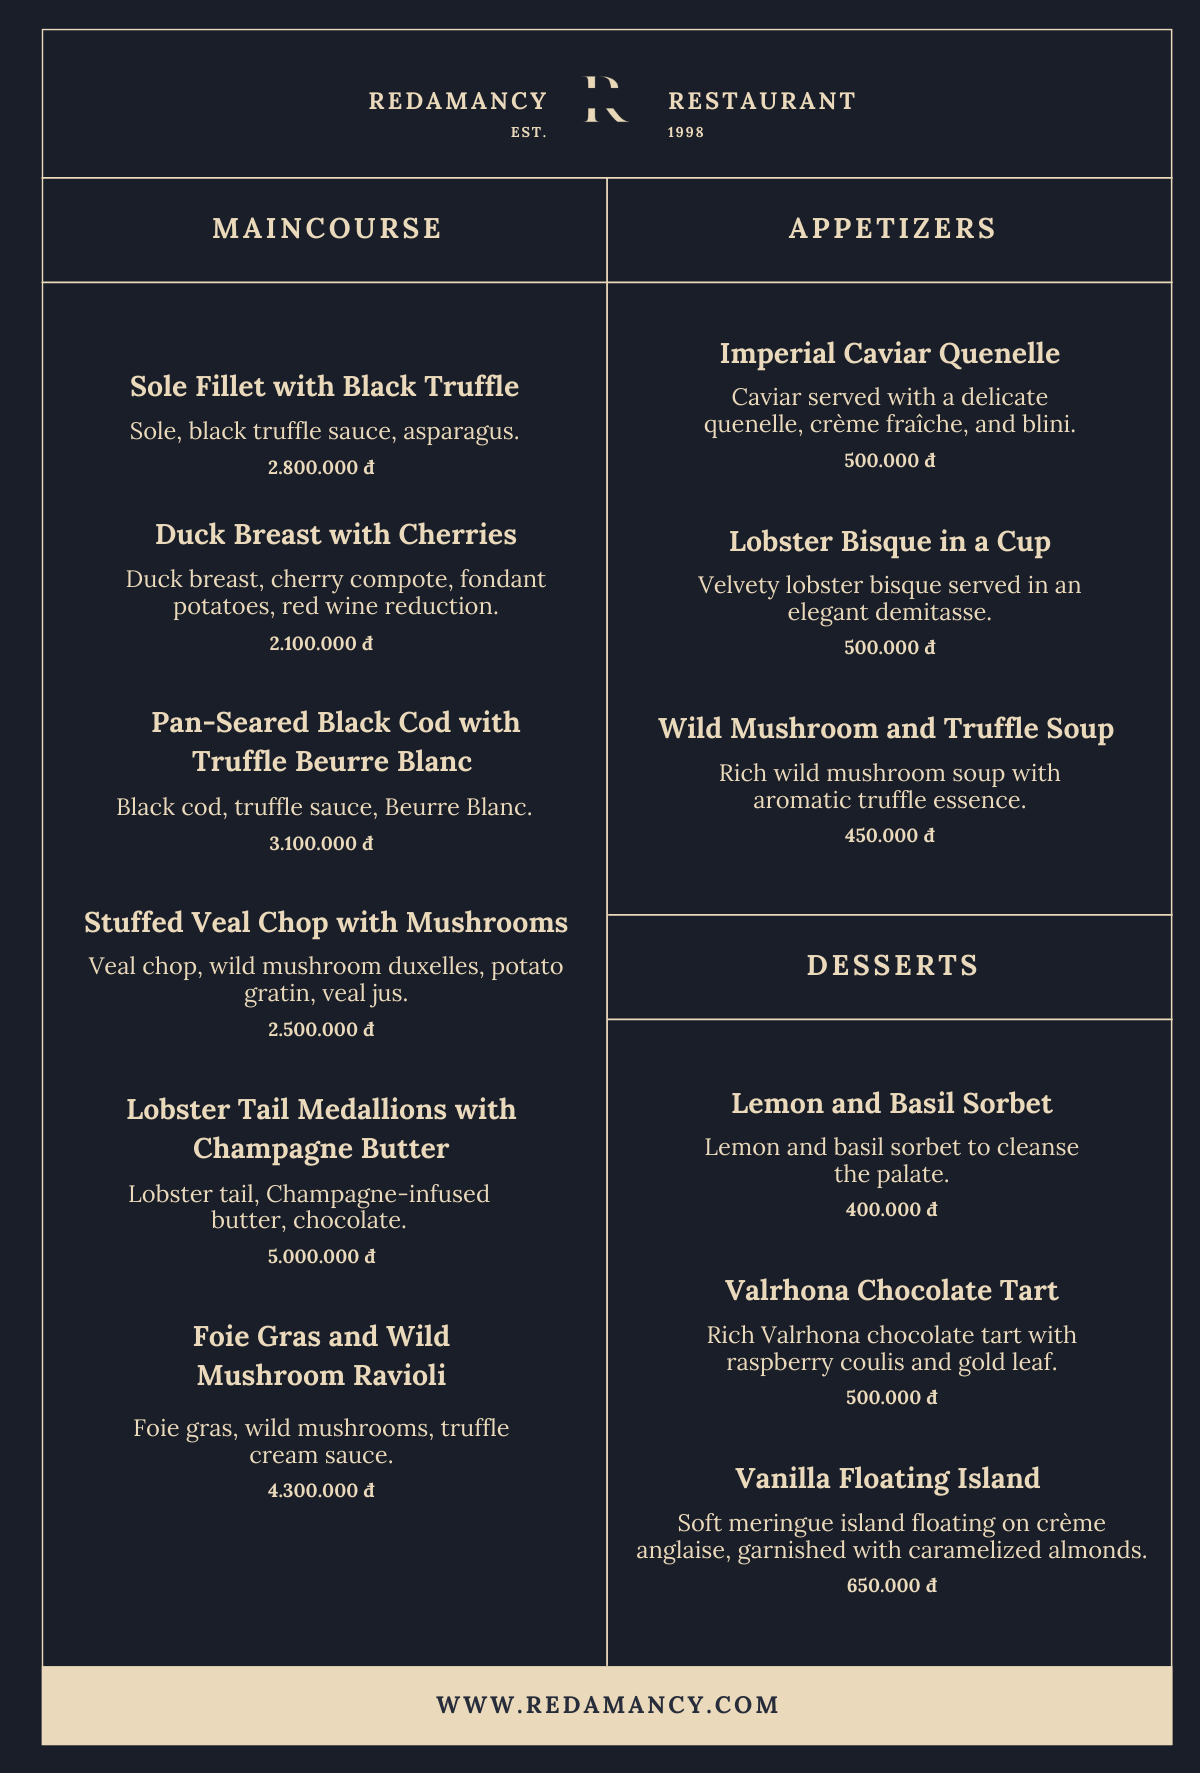 REDAMANCY R RESTAURANT
EST. 1998
MAINCOURSE
Sole Fillet with Black Truffle
Sole, black truffle sauce, asparagus.
2.800.000 đ
Duck Breast with Cherries
Duck breast, cherry compote, fondant
potatoes, red wine reduction.
2.100.000 đ
Pan-Seared Black Cod with
Truffle Beurre Blanc
Black cod, truffle sauce, Beurre Blanc.
3.100.000 đ
Stuffed Veal Chop with Mushrooms
Veal chop, wild mushroom duxelles, potato
gratin, veal jus.
2.500.000 đ
Lobster Tail Medallions with
Champagne Butter
Lobster tail, Champagne-infused
butter, chocolate.
5.000.000 đ
Foie Gras and Wild
Mushroom Ravioli
Foie gras, wild mushrooms, truffle
cream sauce.
4.300.000 đ
APPETIZERS
Imperial Caviar Quenelle
Caviar served with a delicate
quenelle, crème fraîche, and blini.
500.000 đ
Lobster Bisque in a Cup
Velvety lobster bisque served in an
elegant demitasse.
500.000 đ
Wild Mushroom and Truffle Soup
Rich wild mushroom soup with
aromatic truffle essence.
450.000 đ
DESSERTS
Lemon and Basil Sorbet
Lemon and basil sorbet to cleanse
the palate.
400.000 đ
Valrhona Chocolate Tart
Rich Valrhona chocolate tart with
raspberry coulis and gold leaf.
500.000 đ
Vanilla Floating Island
Soft meringue island floating on crème
anglaise, garnished with caramelized almonds.
650.000 đ
WWW.REDAMANCY.COM